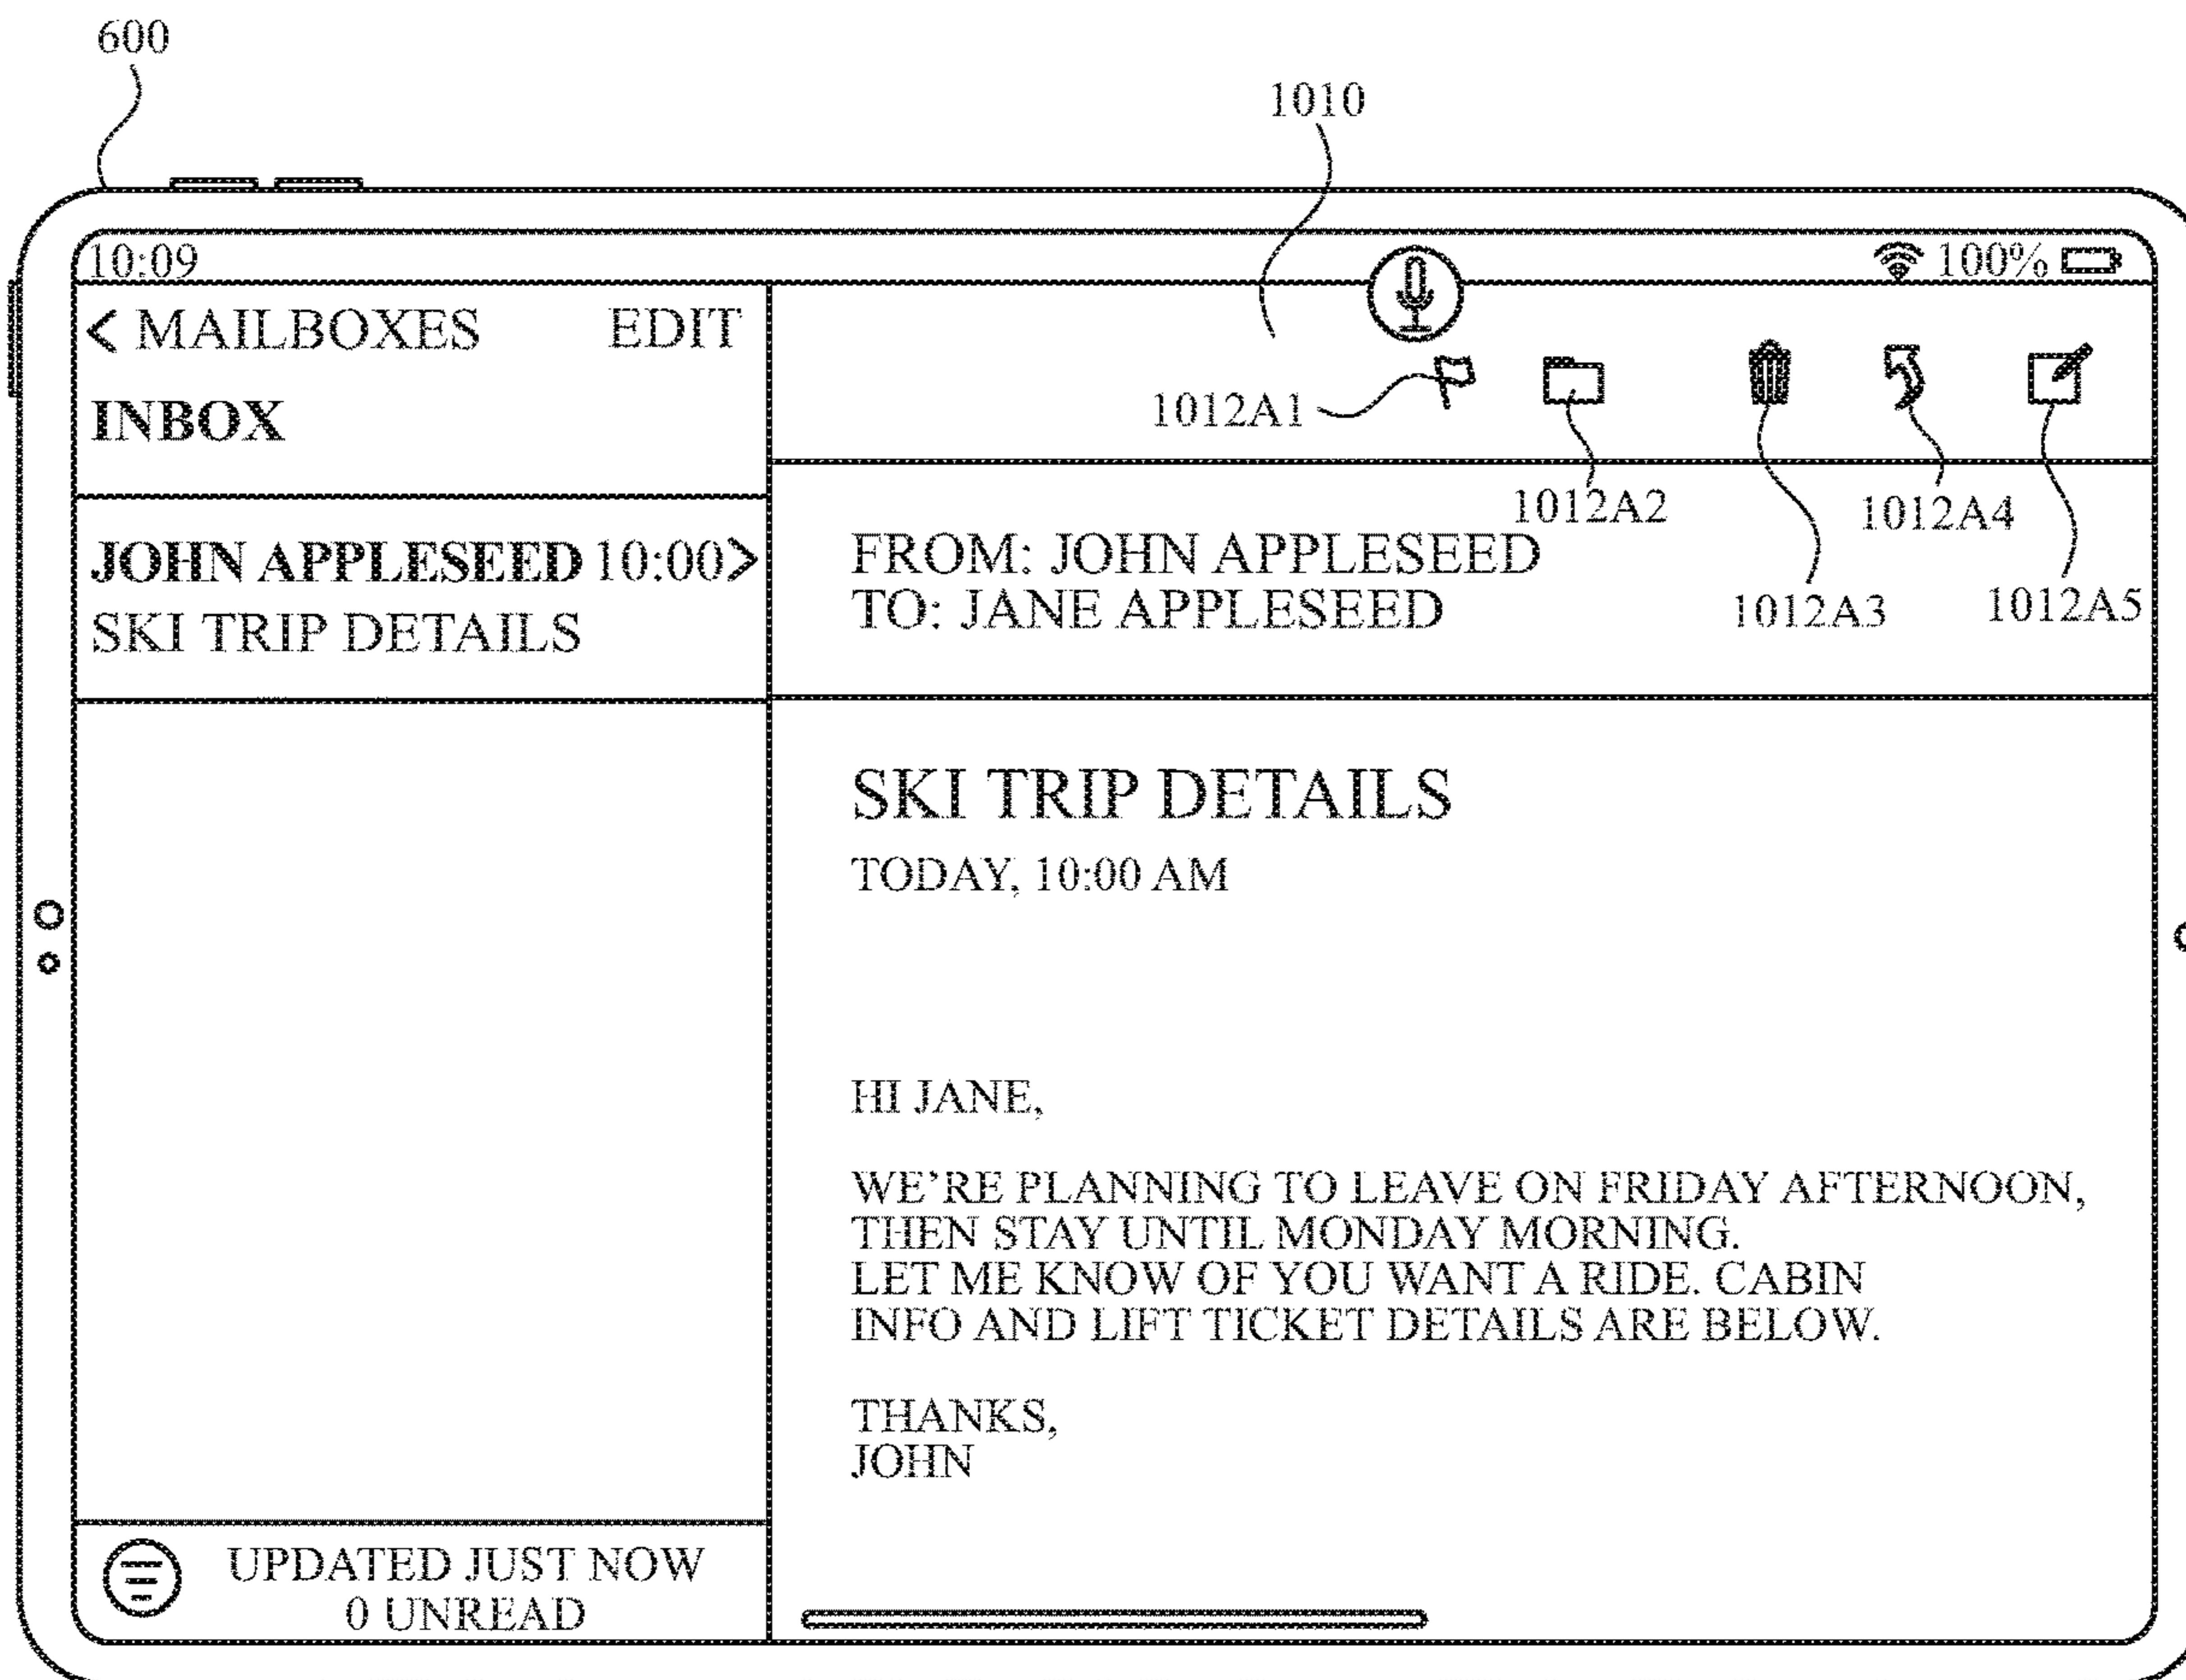 600
1010
10:09
100%
< MAILBOXES EDIT
INBOX
1012A1
1012A2
1012A4
1012A3
1012A5
JOHN APPLESEED 10:00>
SKI TRIP DETAILS
FROM: JOHN APPLESEED
TO: JANE APPLESEED
SKI TRIP DETAILS
TODAY, 10:00 AM
HI JANE,
WE'RE PLANNING TO LEAVE ON FRIDAY AFTERNOON,
THEN STAY UNTIL MONDAY MORNING.
LET ME KNOW OF YOU WANT A RIDE. CABIN
INFO AND LIFT TICKET DETAILS ARE BELOW.
THANKS,
JOHN
UPDATED JUST NOW
0 UNREAD